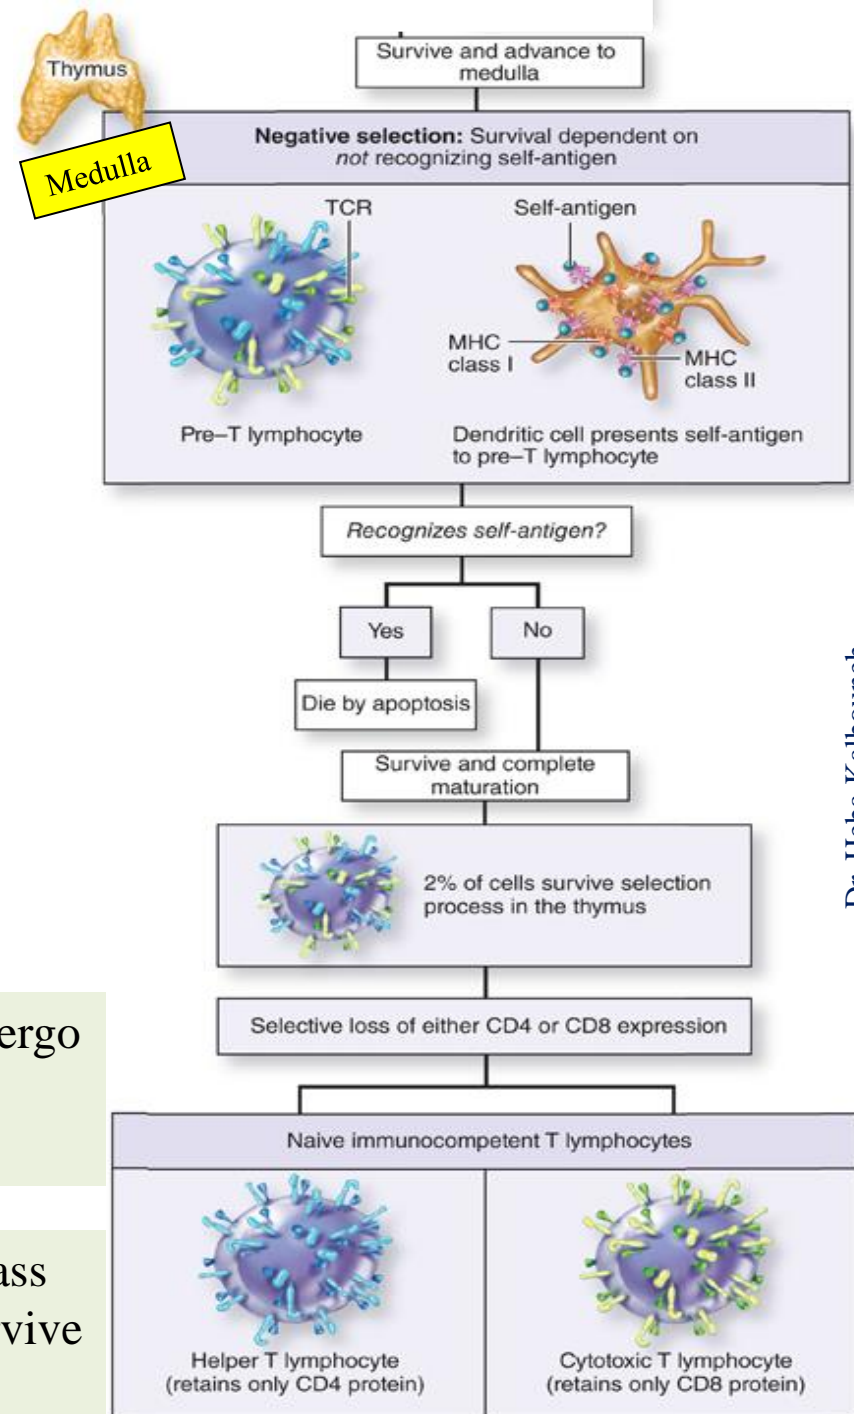 Thymus
Medulla
Survive and advance to
medulla
Negative selection: Survival dependent on
not recognizing self-antigen
TCR
Self-antigen
MHC
class I
MHC
class II
Pre–T lymphocyte
Dendritic cell presents self-antigen
to pre–T lymphocyte
Recognizes self-antigen?
Yes
No
Die by apoptosis
Survive and complete
maturation
2% of cells survive selection
process in the thymus
Selective loss of either CD4 or CD8 expression
ergo
ass
rvive
Naive immunocompetent T lymphocytes
Helper T lymphocyte
(retains only CD4 protein)
Cytotoxic T lymphocyte
(retains only CD8 protein)
Dr. Heba